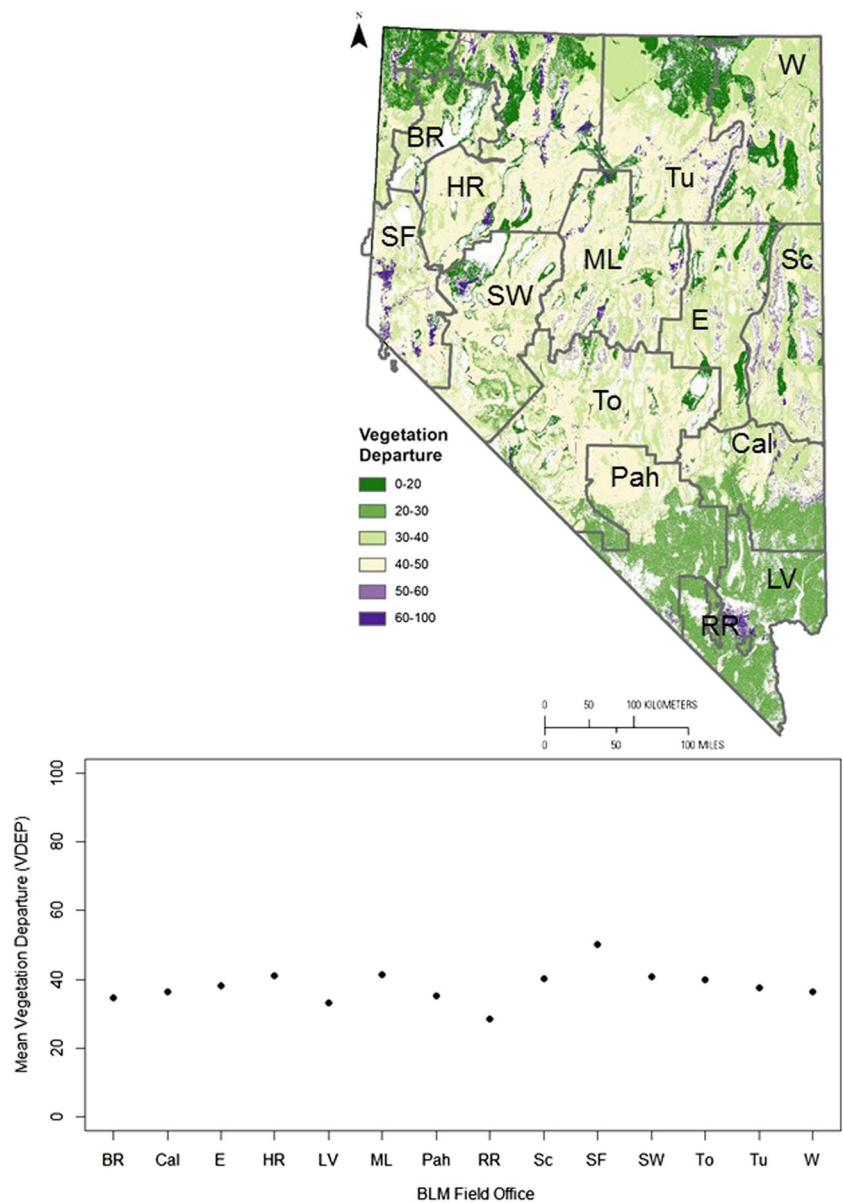 N
W
BR
HR
Tu
SF
ML
Sc
SW
E
To
Cal
Pah
LV
RR
Vegetation
Departure
0-20
20-30
30-40
40-50
50-60
60-100
0 50 100 KILOMETERS
0 50 100 MILES
Mean Vegetation Departure (VDEP)
100
80
60
40
20
0
BR Cal E HR LV ML Pah RR Sc SF SW To Tu W
BLM Field Office